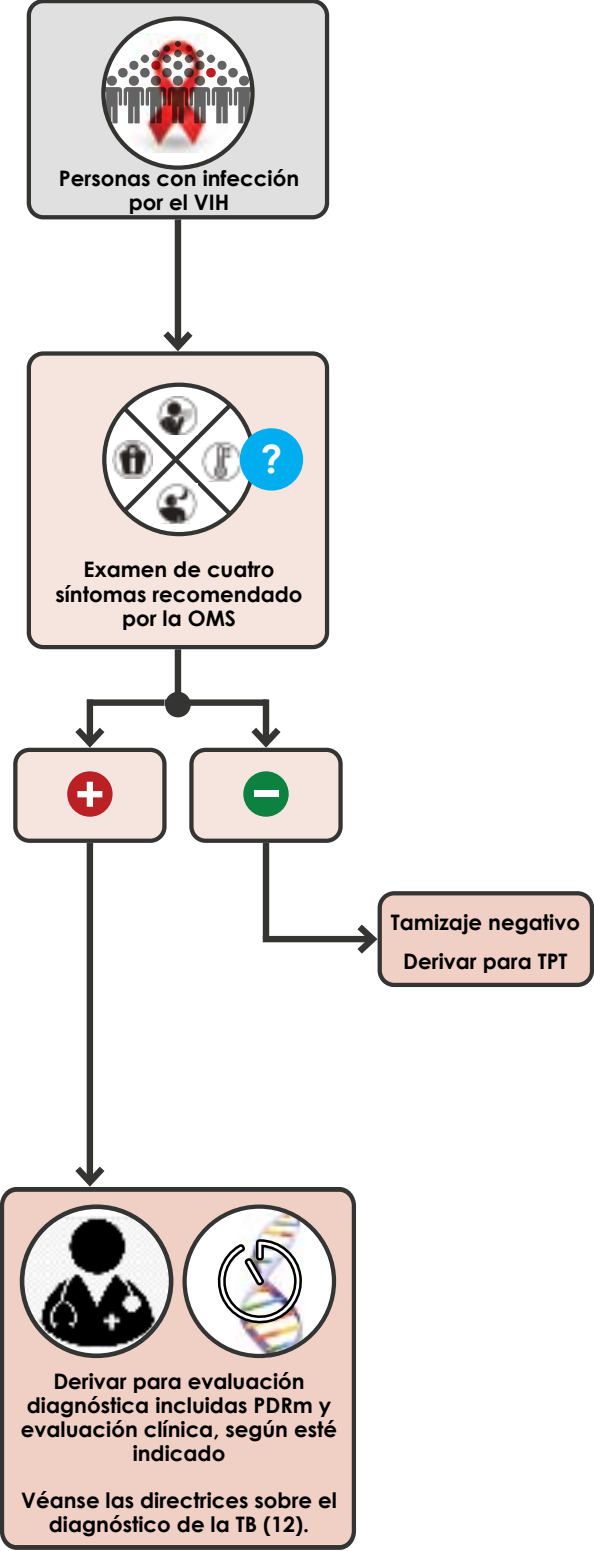 Personas con infección
por el VIH
?
Examen de cuatro
síntomas recomendado
por la OMS
+
−
Tamizaje negativo
Derivar para TPT
Derivar para evaluación
diagnóstica incluidas PDRm y
evaluación clínica, según esté
indicado
Véanse las directrices sobre el
diagnóstico de la TB (12).